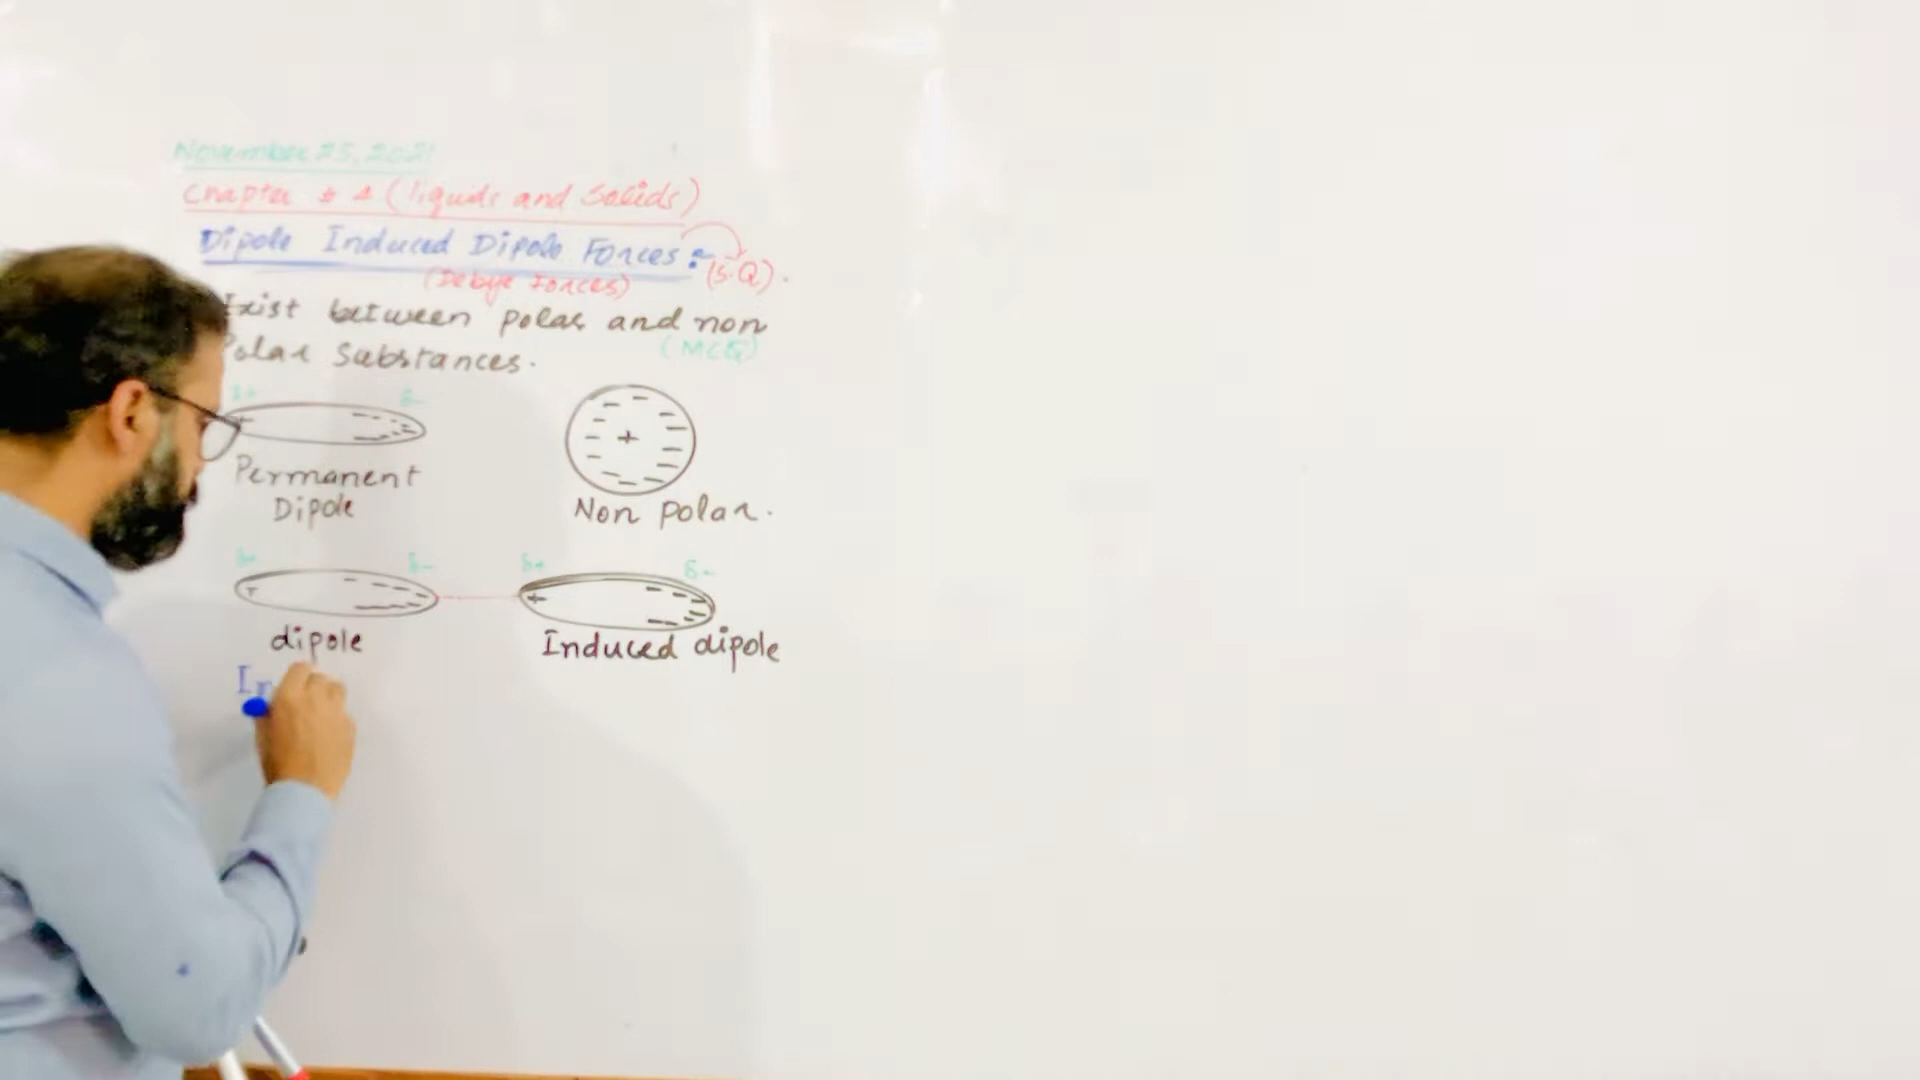 November 25, 2021
Chapter # 4 (liquids and Solids)
Dipole Induced Dipole Forces:- (S.Q).
(Debye Forces)
Exist between polar and non
Polar Substances.
(MCQ)
δ+ δ-
+
Permanent
Dipole
Non polar.
δ+ δ- δ+ δ-
+ +
dipole Induced dipole
In